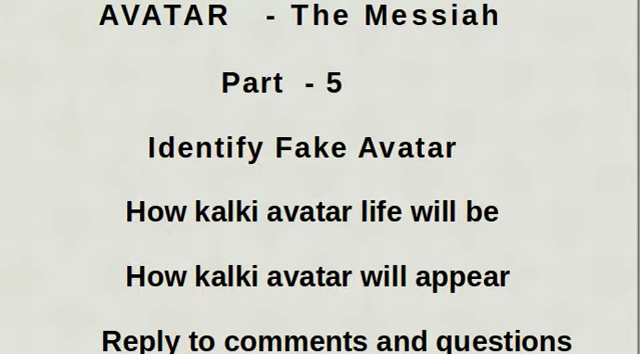 AVATAR - The Messiah
Part - 5
Identify Fake Avatar
How kalki avatar life will be
How kalki avatar will appear
Reply to comments and questions